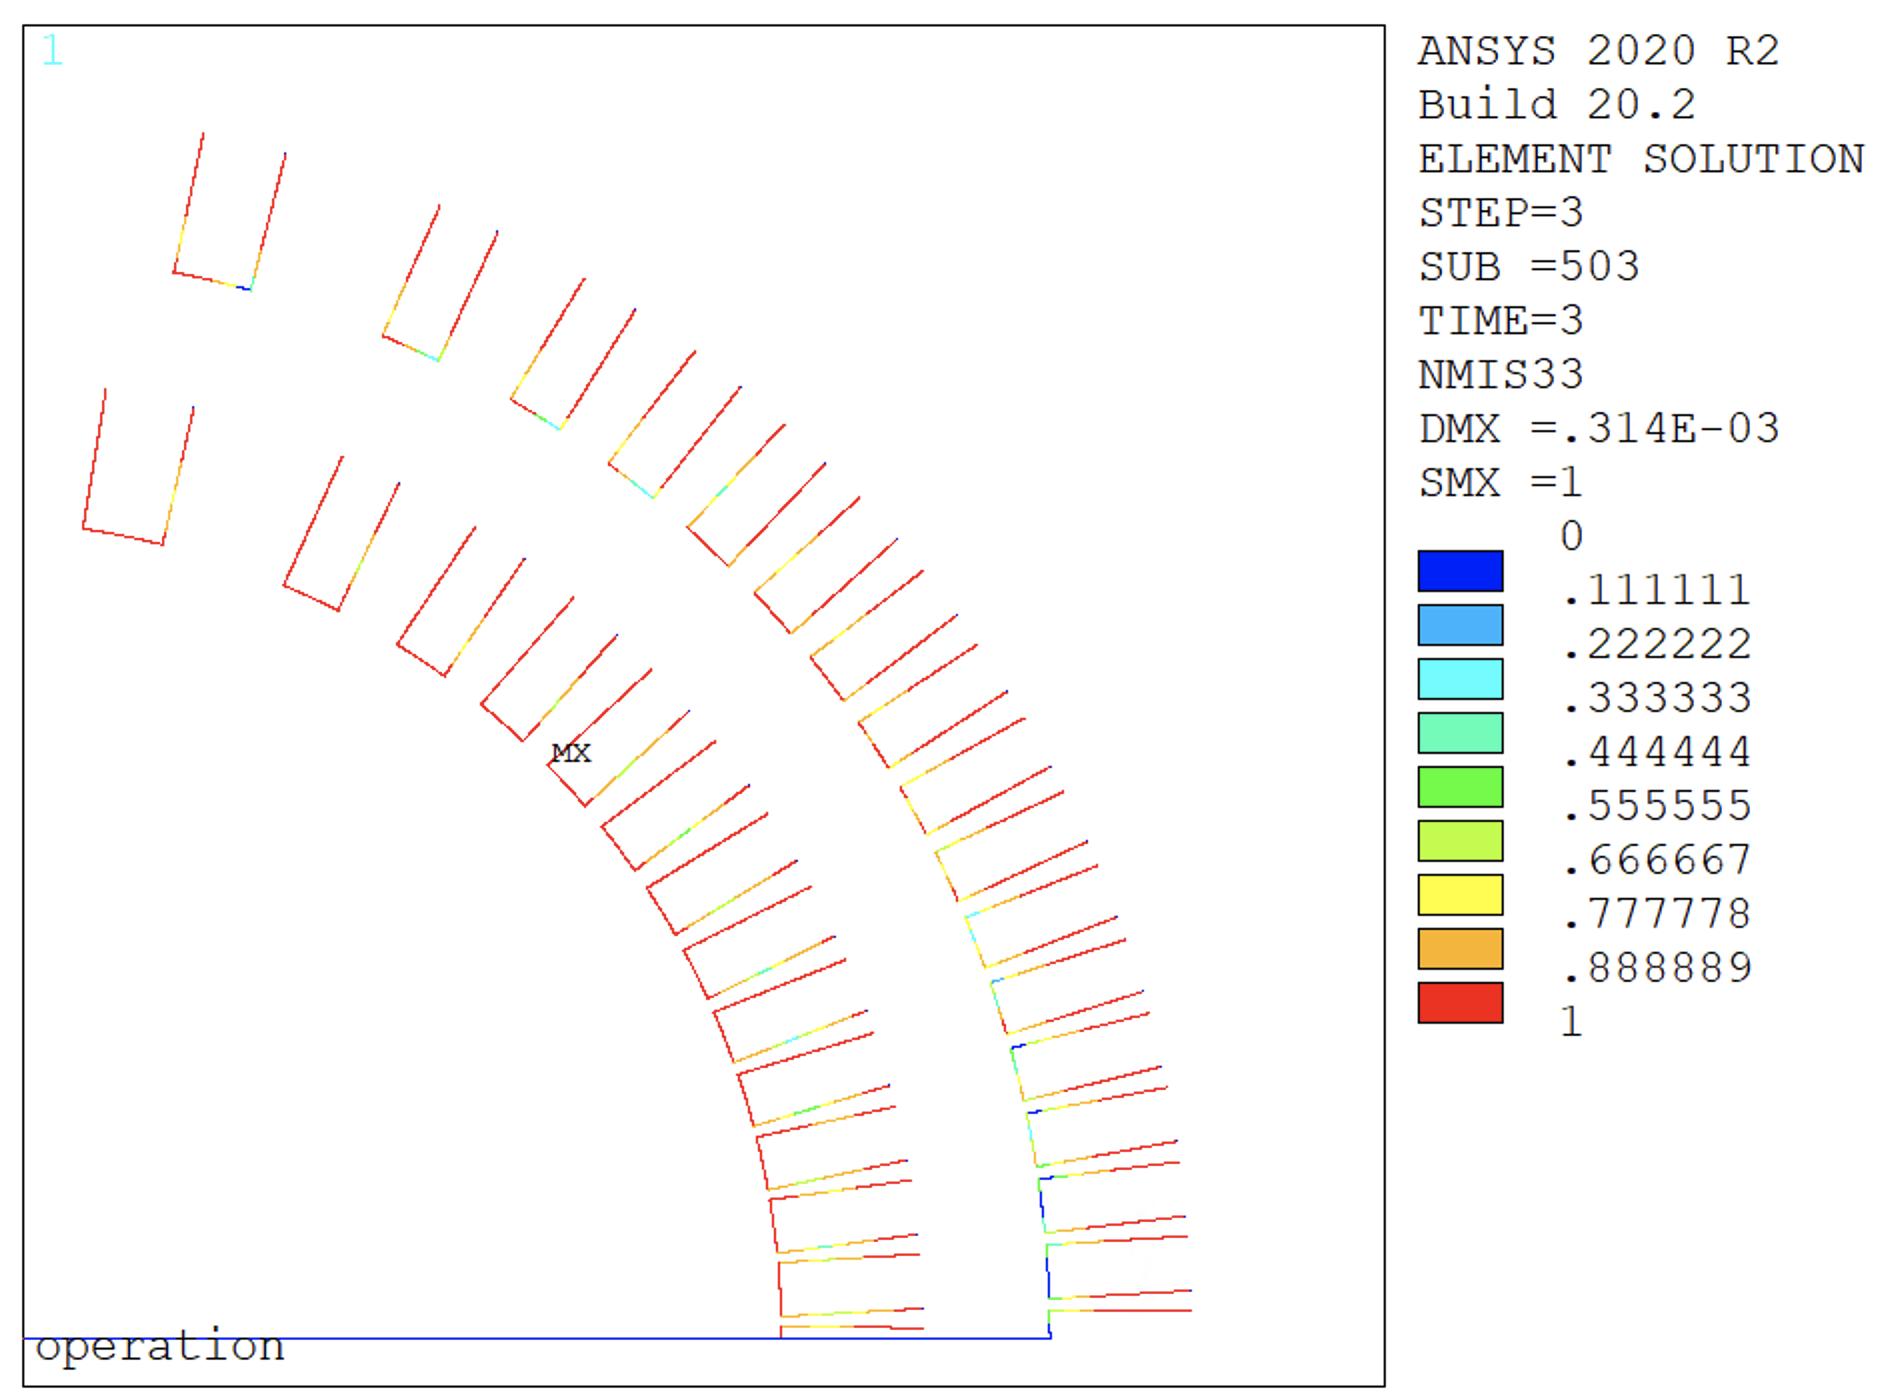 1
ANSYS 2020 R2
Build 20.2
ELEMENT SOLUTION
STEP=3
SUB =503
TIME=3
NMIS33
DMX =.314E-03
SMX =1
0
.111111
.222222
.333333
.444444
.555555
.666667
.777778
.888889
1
MX
operation